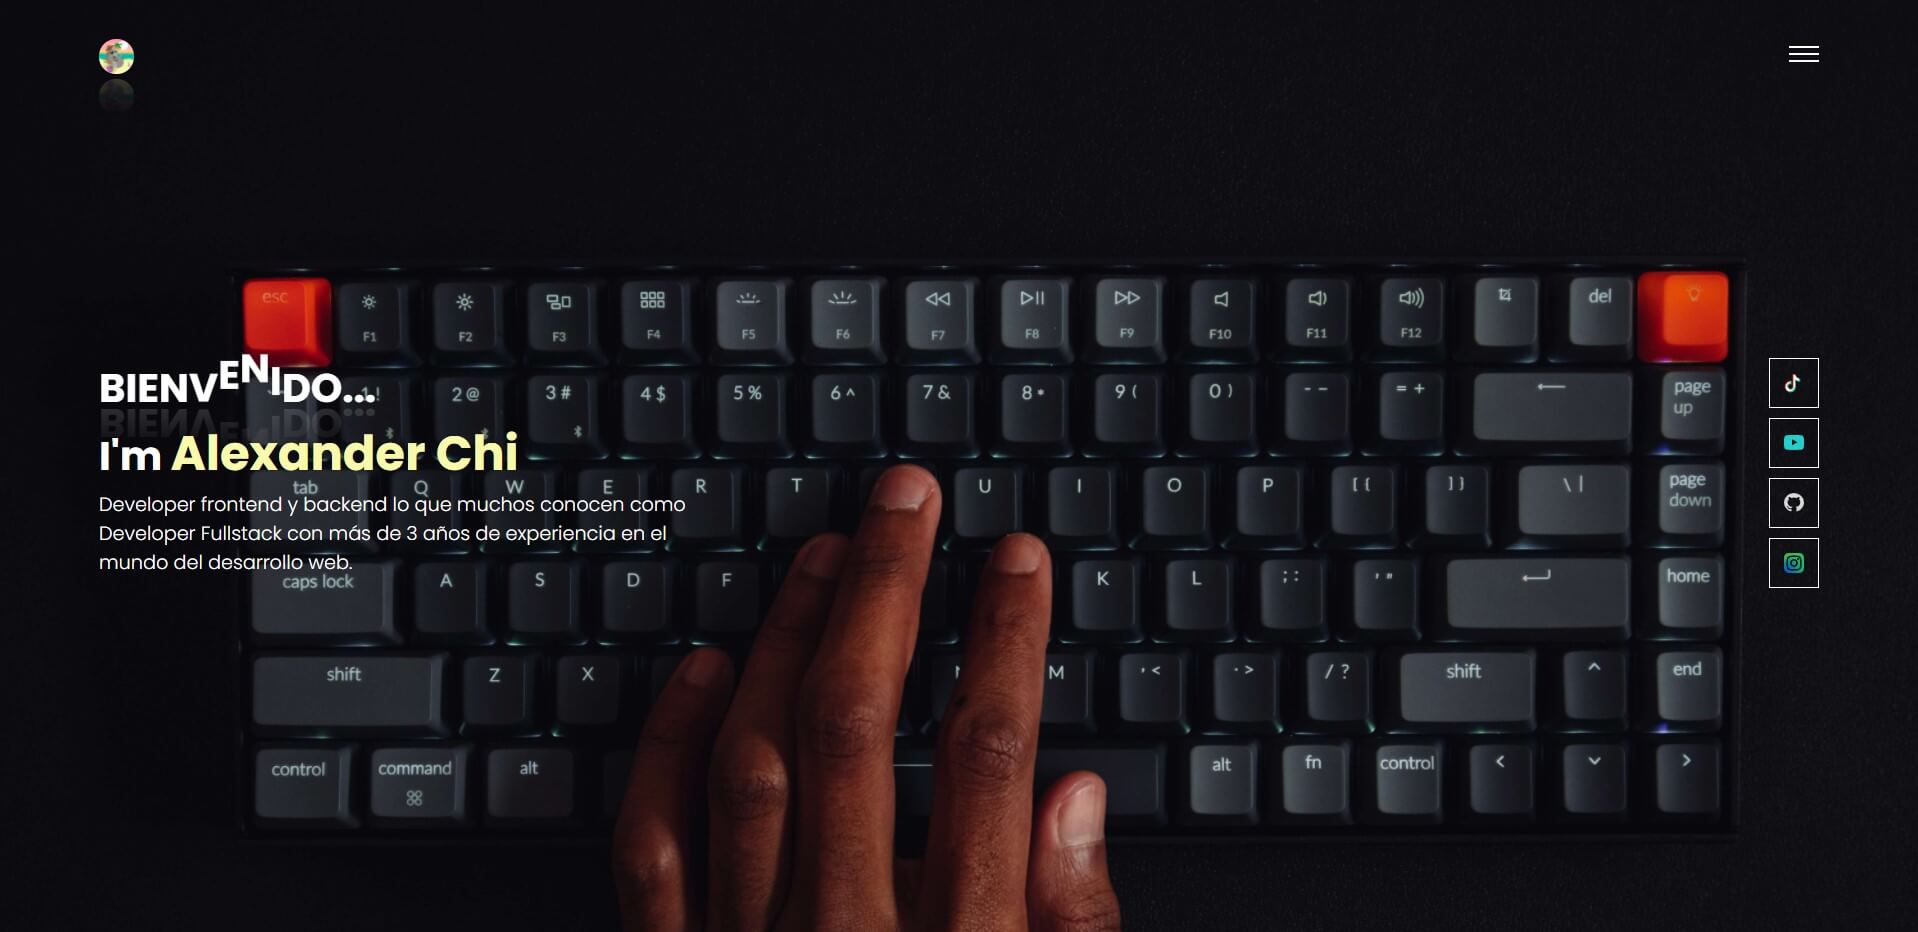 esc
F1 F2 F3 F4 F5 F6 F7 F8 F9 F10 F11 F12 del
BIENVENIDO...
! 2 @ 3 # 4 $ 5 % 6 ^ 7 & 8 * 9 ( 0 ) - - = + page up
I'm Alexander Chi
tab Q W E R T U I O P [ { ] } \ | page down
Developer frontend y backend lo que muchos conocen como
Developer Fullstack con más de 3 años de experiencia en el
mundo del desarrollo web.
caps lock A S D F K L ; : ' " home
shift Z X M , < . > / ? shift ^ end
control command ⌘ alt alt fn control < >